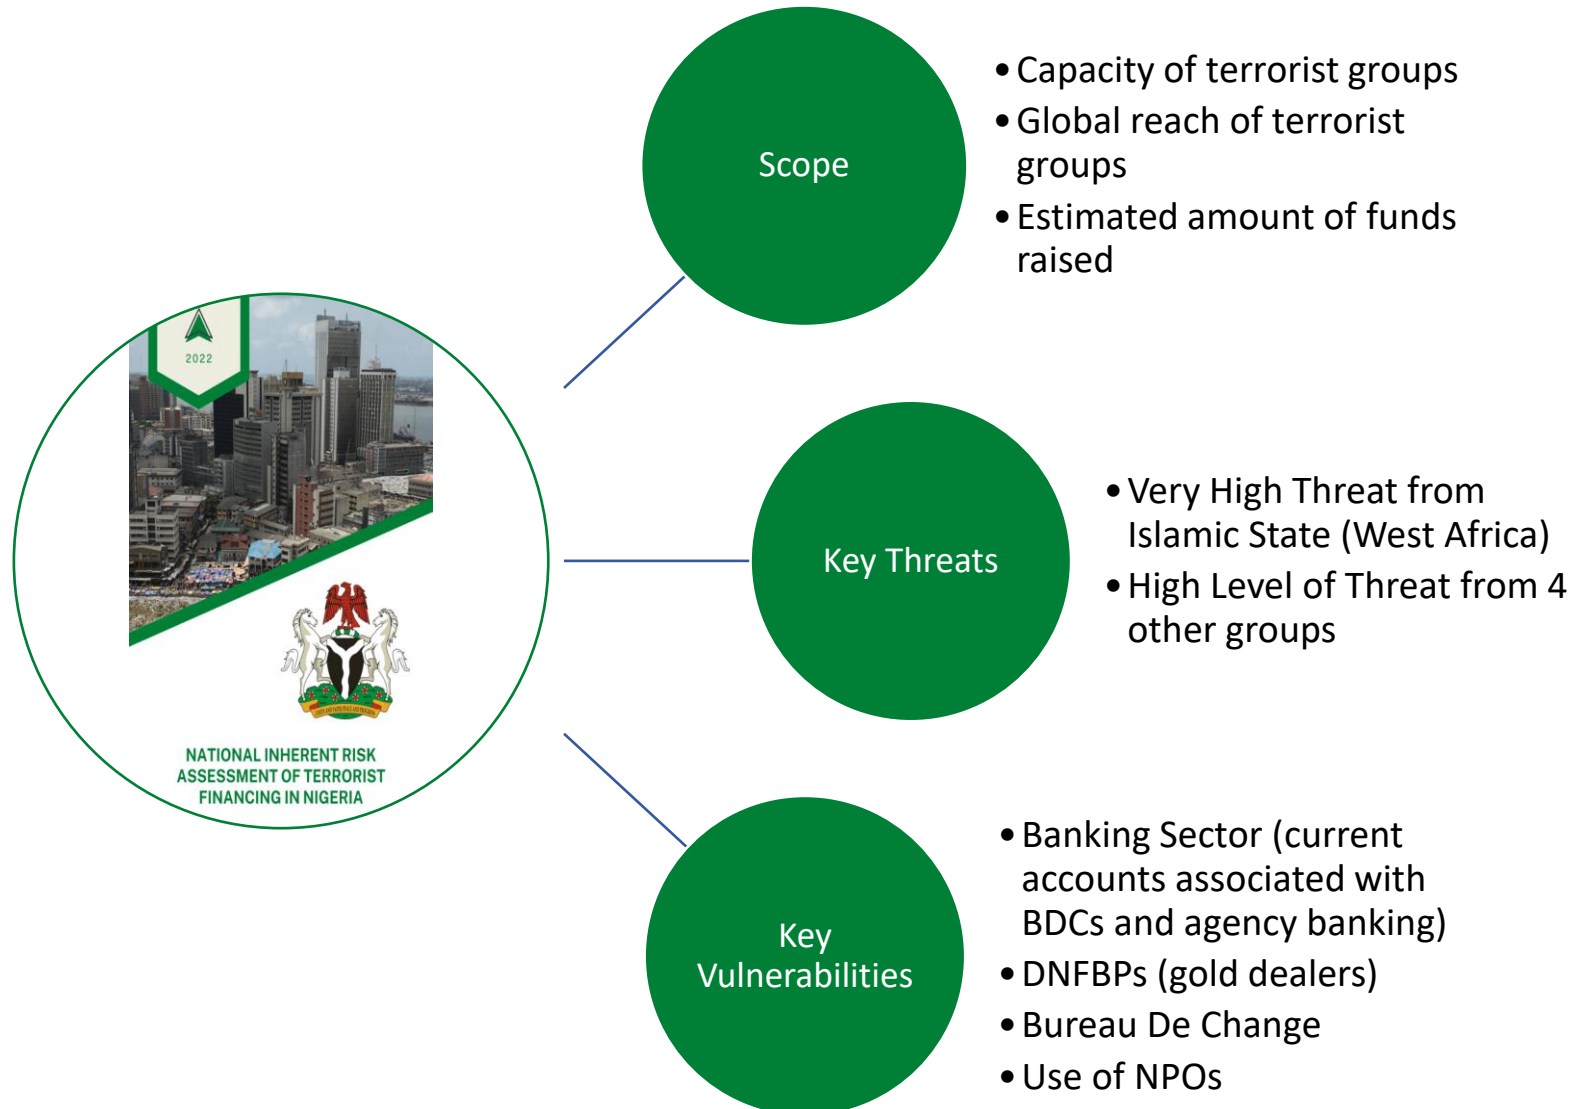 Scope
• Capacity of terrorist groups
• Global reach of terrorist
groups
• Estimated amount of funds
raised
2022
NATIONAL INHERENT RISK
ASSESSMENT OF TERRORIST
FINANCING IN NIGERIA
Key Threats
• Very High Threat from
Islamic State (West Africa)
• High Level of Threat from 4
other groups
Key
Vulnerabilities
• Banking Sector (current
accounts associated with
BDCs and agency banking)
• DNFBPs (gold dealers)
• Bureau De Change
• Use of NPOs